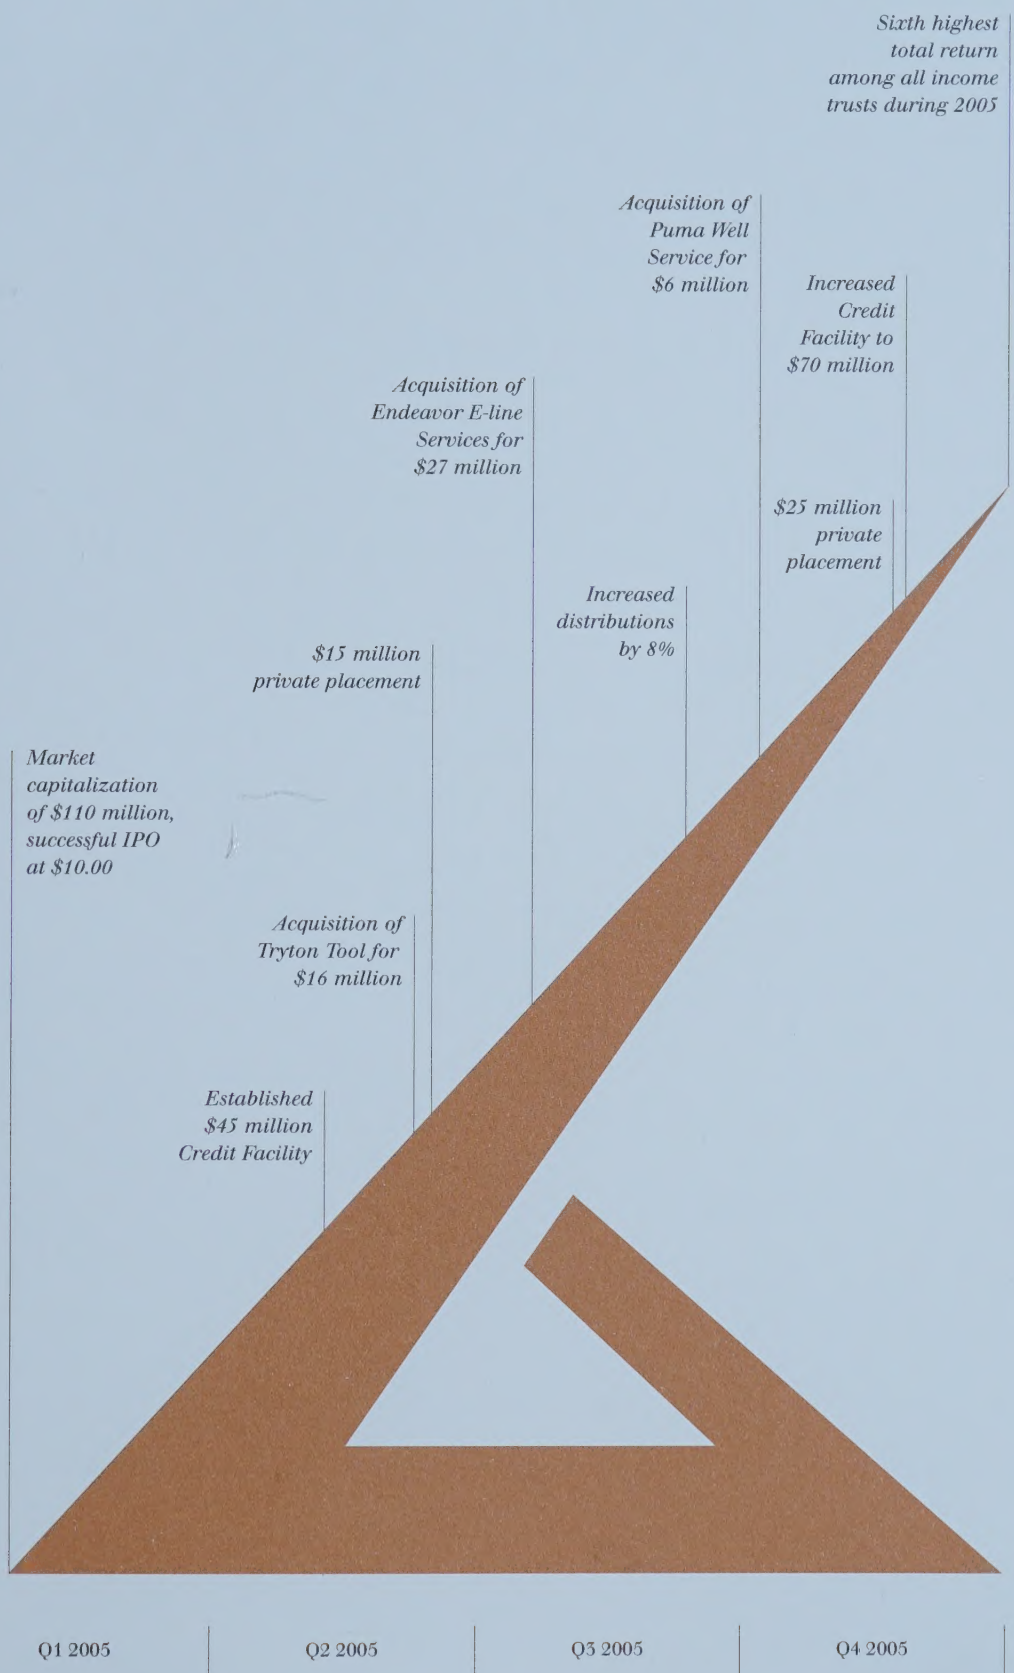 Sixth highest
total return
among all income
trusts during 2005
Acquisition of
Puma Well
Service for
$6 million
Increased
Credit
Facility to
$70 million
Acquisition of
Endeavor E-line
Services for
$27 million
$25 million
private
placement
Increased
distributions
by 8%
$15 million
private placement
Market
capitalization
of $110 million,
successful IPO
at $10.00
Acquisition of
Tryton Tool for
$16 million
Established
$45 million
Credit Facility
Q1 2005
Q2 2005
Q3 2005
Q4 2005